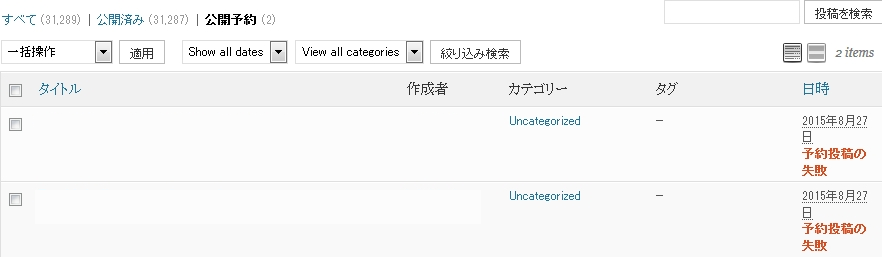 すべて (31,289) | 公開済み (31,287) | 公開予約 (2)
投稿を検索
一括操作 適用 Show all dates View all categories 絞り込み検索 2 items
タイトル 作成者 カテゴリー タグ 日時
Uncategorized — 2015年8月27
日
予約投稿の
失敗
Uncategorized — 2015年8月27
日
予約投稿の
失敗